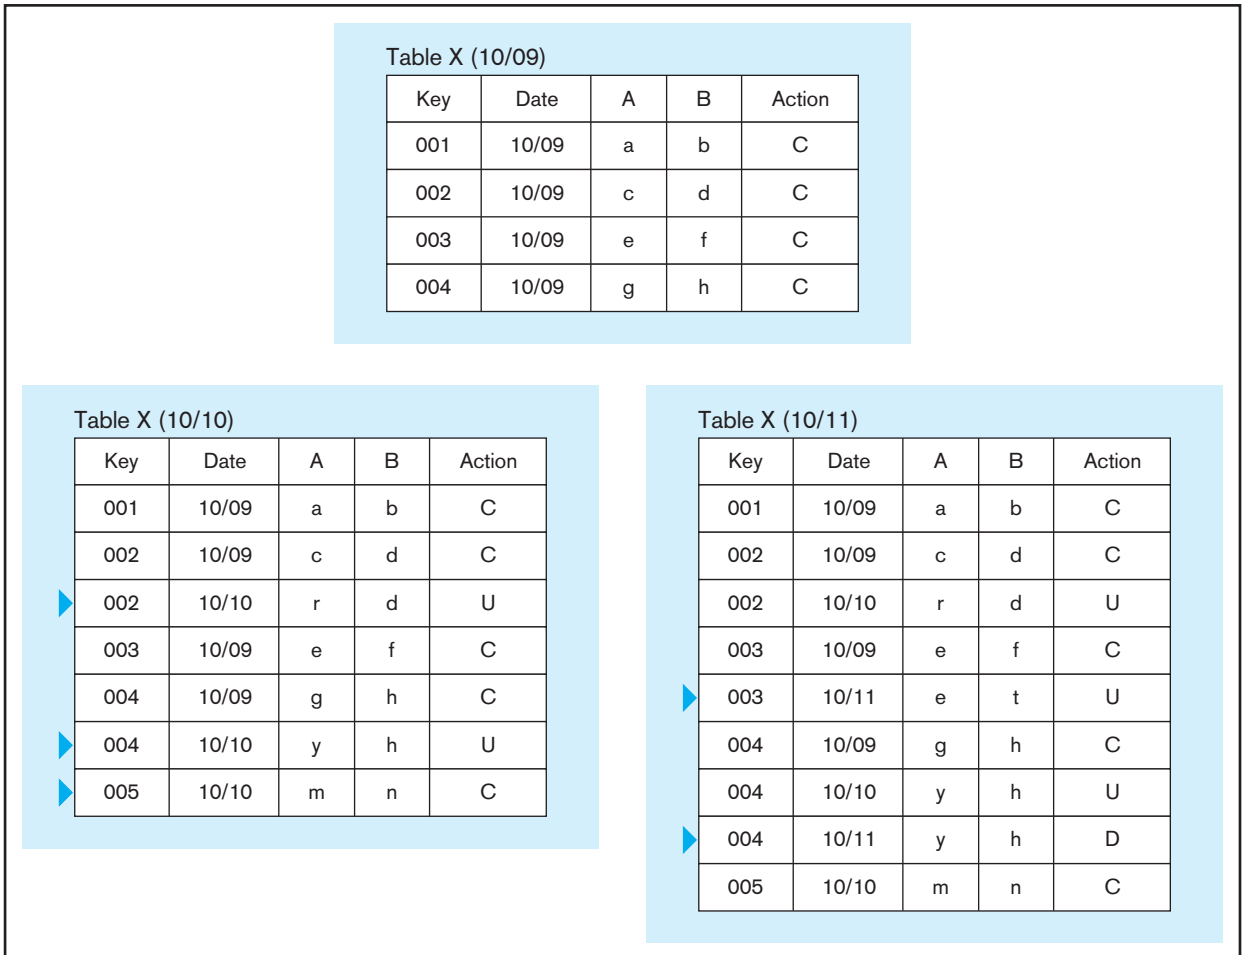 Table X (10/09)
Key Date A B Action
001 10/09 a b C
002 10/09 c d C
003 10/09 e f C
004 10/09 g h C
Table X (10/10)
Key Date A B Action
001 10/09 a b C
002 10/09 c d C
002 10/10 r d U
003 10/09 e f C
004 10/09 g h C
004 10/10 y h U
005 10/10 m n C
Table X (10/11)
Key Date A B Action
001 10/09 a b C
002 10/09 c d C
002 10/10 r d U
003 10/09 e f C
003 10/11 e t U
004 10/09 g h C
004 10/10 y h U
004 10/11 y h D
005 10/10 m n C